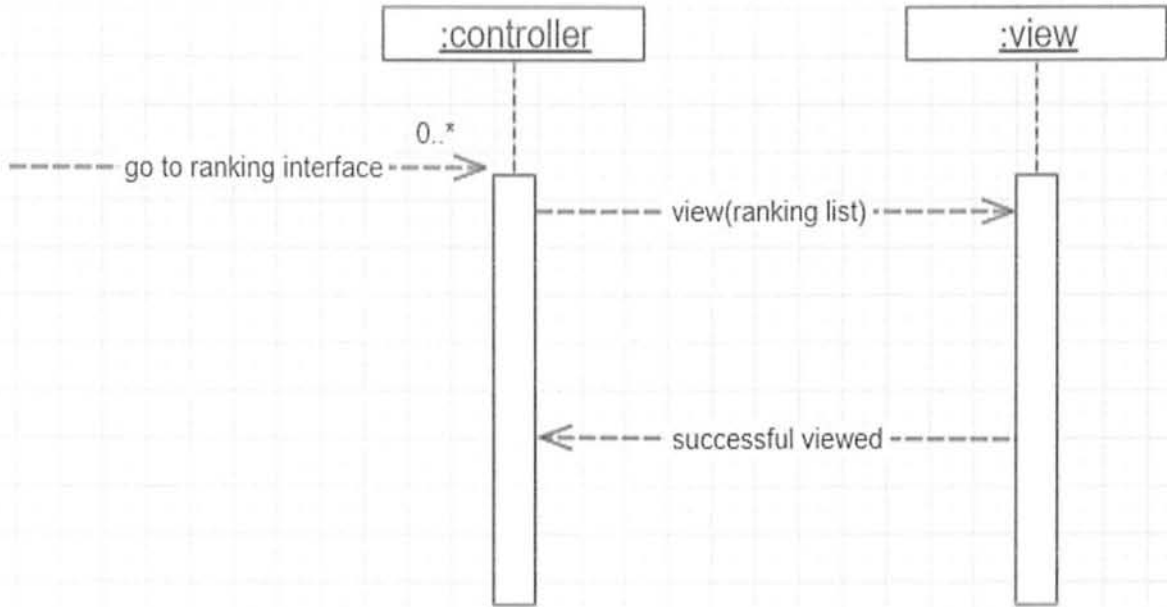 :controller
:view
0..*
go to ranking interface
view(ranking list)
successful viewed